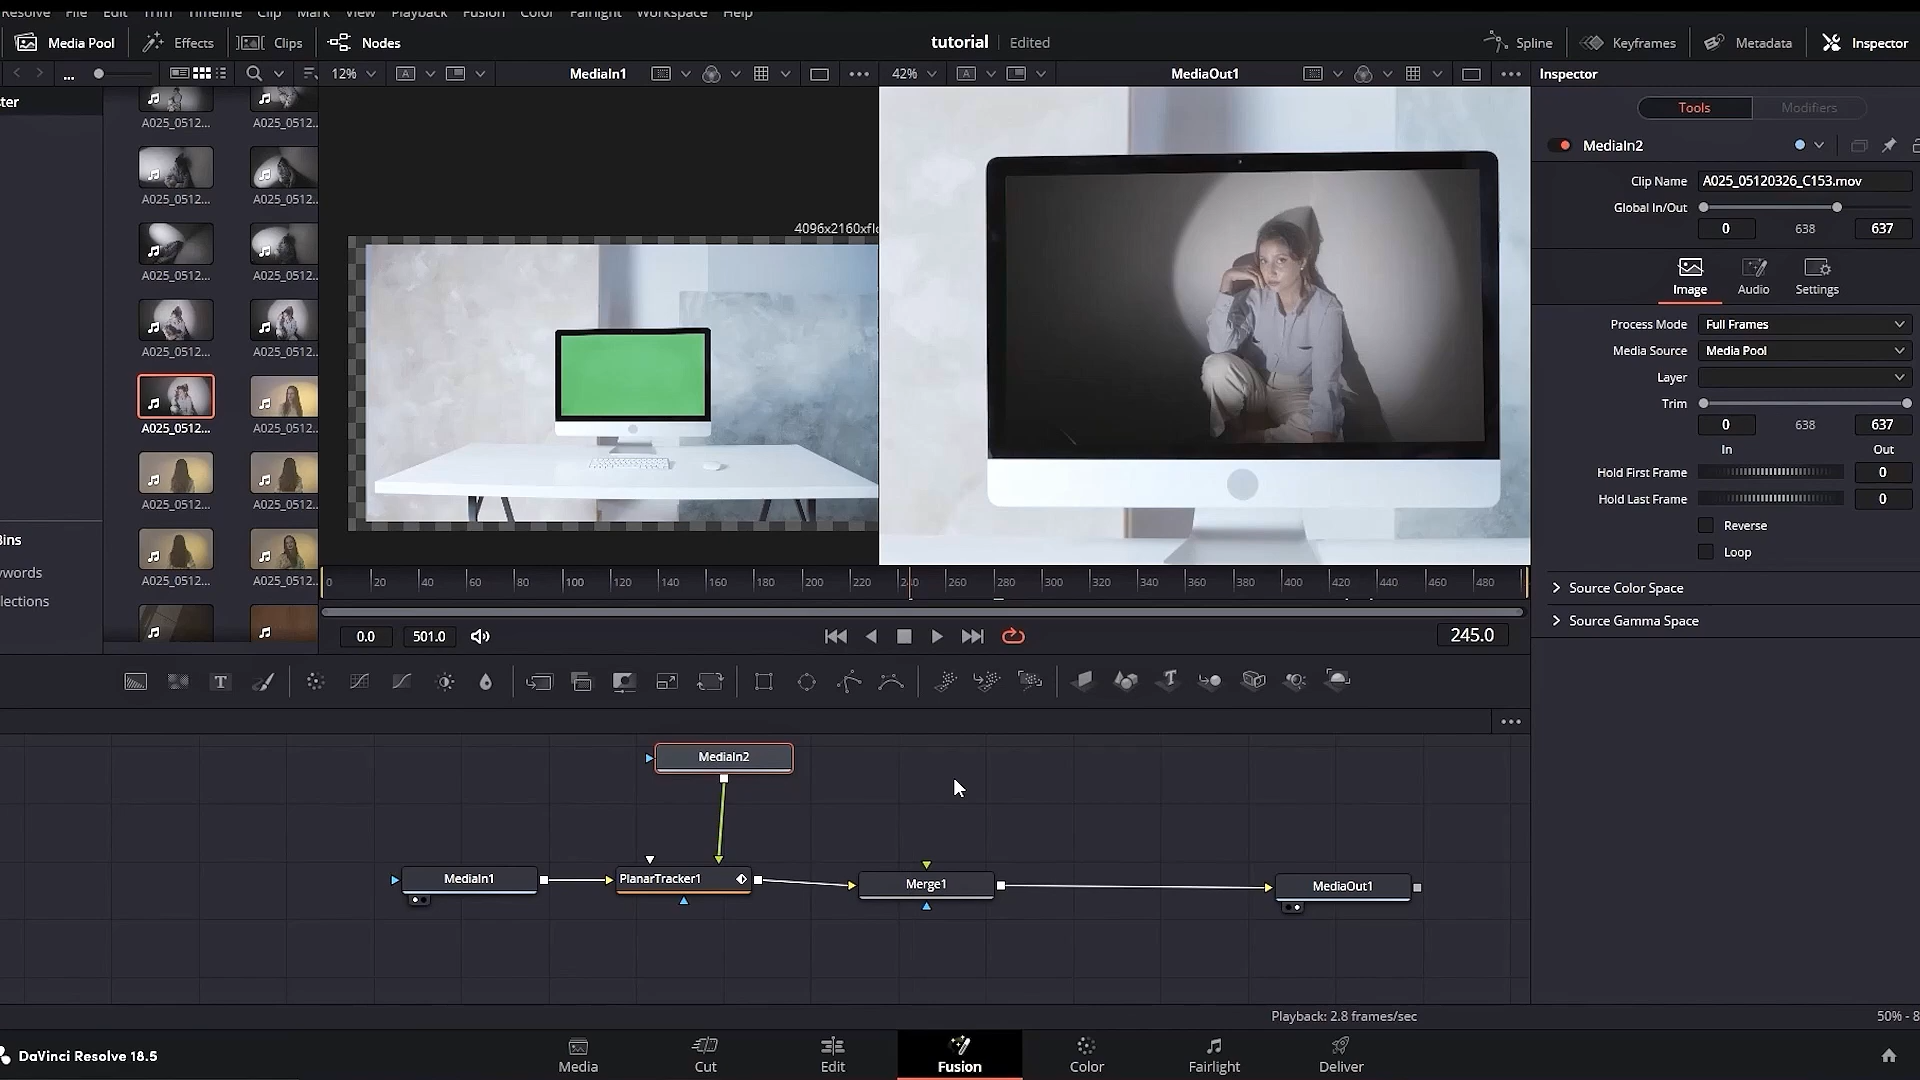 Resolve File Edit Trim Timeline Clip Mark View Playback Fusion Color Fairlight Workspace Help
Media Pool Effects Clips Nodes tutorial Edited Spline Keyframes Metadata Inspector
... 12% A MediaIn1 ... 42% A MediaOut1 ... Inspector
ster
Tools Modifiers
A025_0512... A025_0512...
MediaIn2
Clip Name A025_05120326_C153.mov
A025_0512... A025_0512...
Global In/Out
4096x2160xflo
0 638 637
A025_0512... A025_0512...
Image Audio Settings
Process Mode Full Frames
A025_0512... A025_0512...
Media Source Media Pool
Layer
Trim
0 638 637
A025_0512... A025_0512...
In Out
Hold First Frame 0
Hold Last Frame 0
A025_0512... A025_0512...
Reverse
Bins
Loop
ywords
A025_0512... A025_0512...
0 20 40 60 80 100 120 140 160 180 200 220 240 260 280 300 320 340 360 380 400 420 440 460 480
Source Color Space
llections
Source Gamma Space
0.0 501.0 245.0
T T
...
MediaIn2
MediaIn1 PlanarTracker1 Merge1 MediaOut1
Playback: 2.8 frames/sec 50% - 8
DaVinci Resolve 18.5
Media Cut Edit Fusion Color Fairlight Deliver